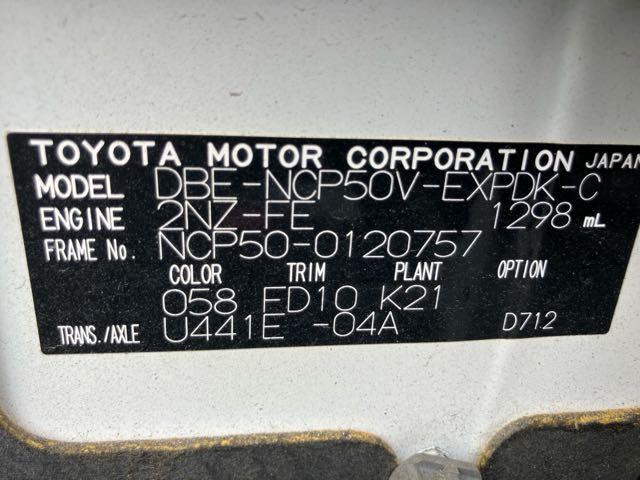 TOYOTA MOTOR CORPORATION JAPAN
MODEL DBE-NCP50V-EXPDK-C
ENGINE 2NZ-FE 1298 mL
FRAME No. NCP50-0120757
COLOR TRIM PLANT OPTION
058 FD10 K21
TRANS./AXLE U441E -04A D712